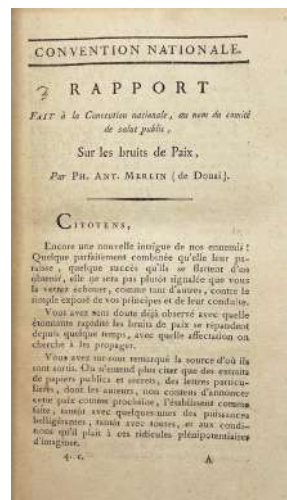 CONVENTION NATIONALE.
RAPPORT
FAIT à la Convention nationale, au nom du comité
de salut public,
Sur les bruits de Paix,
Par PH. ANT. MERLIN (de Douai).
CITOYENS,
Encore une nouvelle intrigue de nos ennemis !
Quelque parfaitement combinée qu'elle leur pa-
raisse, quelque succès qu'ils se flattent d'en
obtenir, elle ne sera pas plutôt signalée que vous
la verrez échouer, comme tant d'autres, contre le
simple exposé de vos principes et de leur conduite.
Vous avez sans doute déjà observé avec quelle
étonnante rapidité les bruits de paix se répandent
depuis quelque temps, avec quelle affectation on
cherche à les propager.
Vous avez sur-tout remarqué la source d'où ils
sont sortis. On n'entend plus citer que des extraits
de papiers publics et secrets, des lettres particu-
lières, dont les auteurs, non contens d'annoncer
cette paix comme prochaine, l'établissent comme
faite, tantôt avec quelques-unes des puissances
belligérantes, tantôt avec toutes, et aux condi-
tions qu'il plaît à ces ridicules plénipotentiaires
d'imaginer.
4. c. A